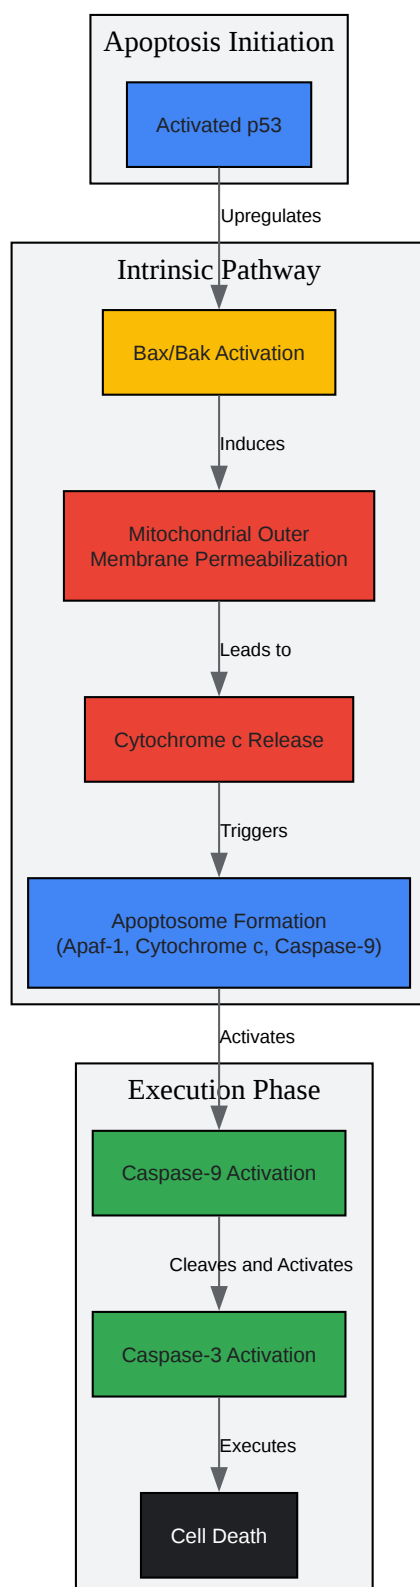 Apoptosis Initiation
Activated p53
Upregulates
Intrinsic Pathway
Bax/Bak Activation
Induces
Mitochondrial Outer
Membrane Permeabilization
Leads to
Cytochrome c Release
Triggers
Apoptosome Formation
(Apaf-1, Cytochrome c, Caspase-9)
Activates
Execution Phase
Caspase-9 Activation
Cleaves and Activates
Caspase-3 Activation
Executes
Cell Death